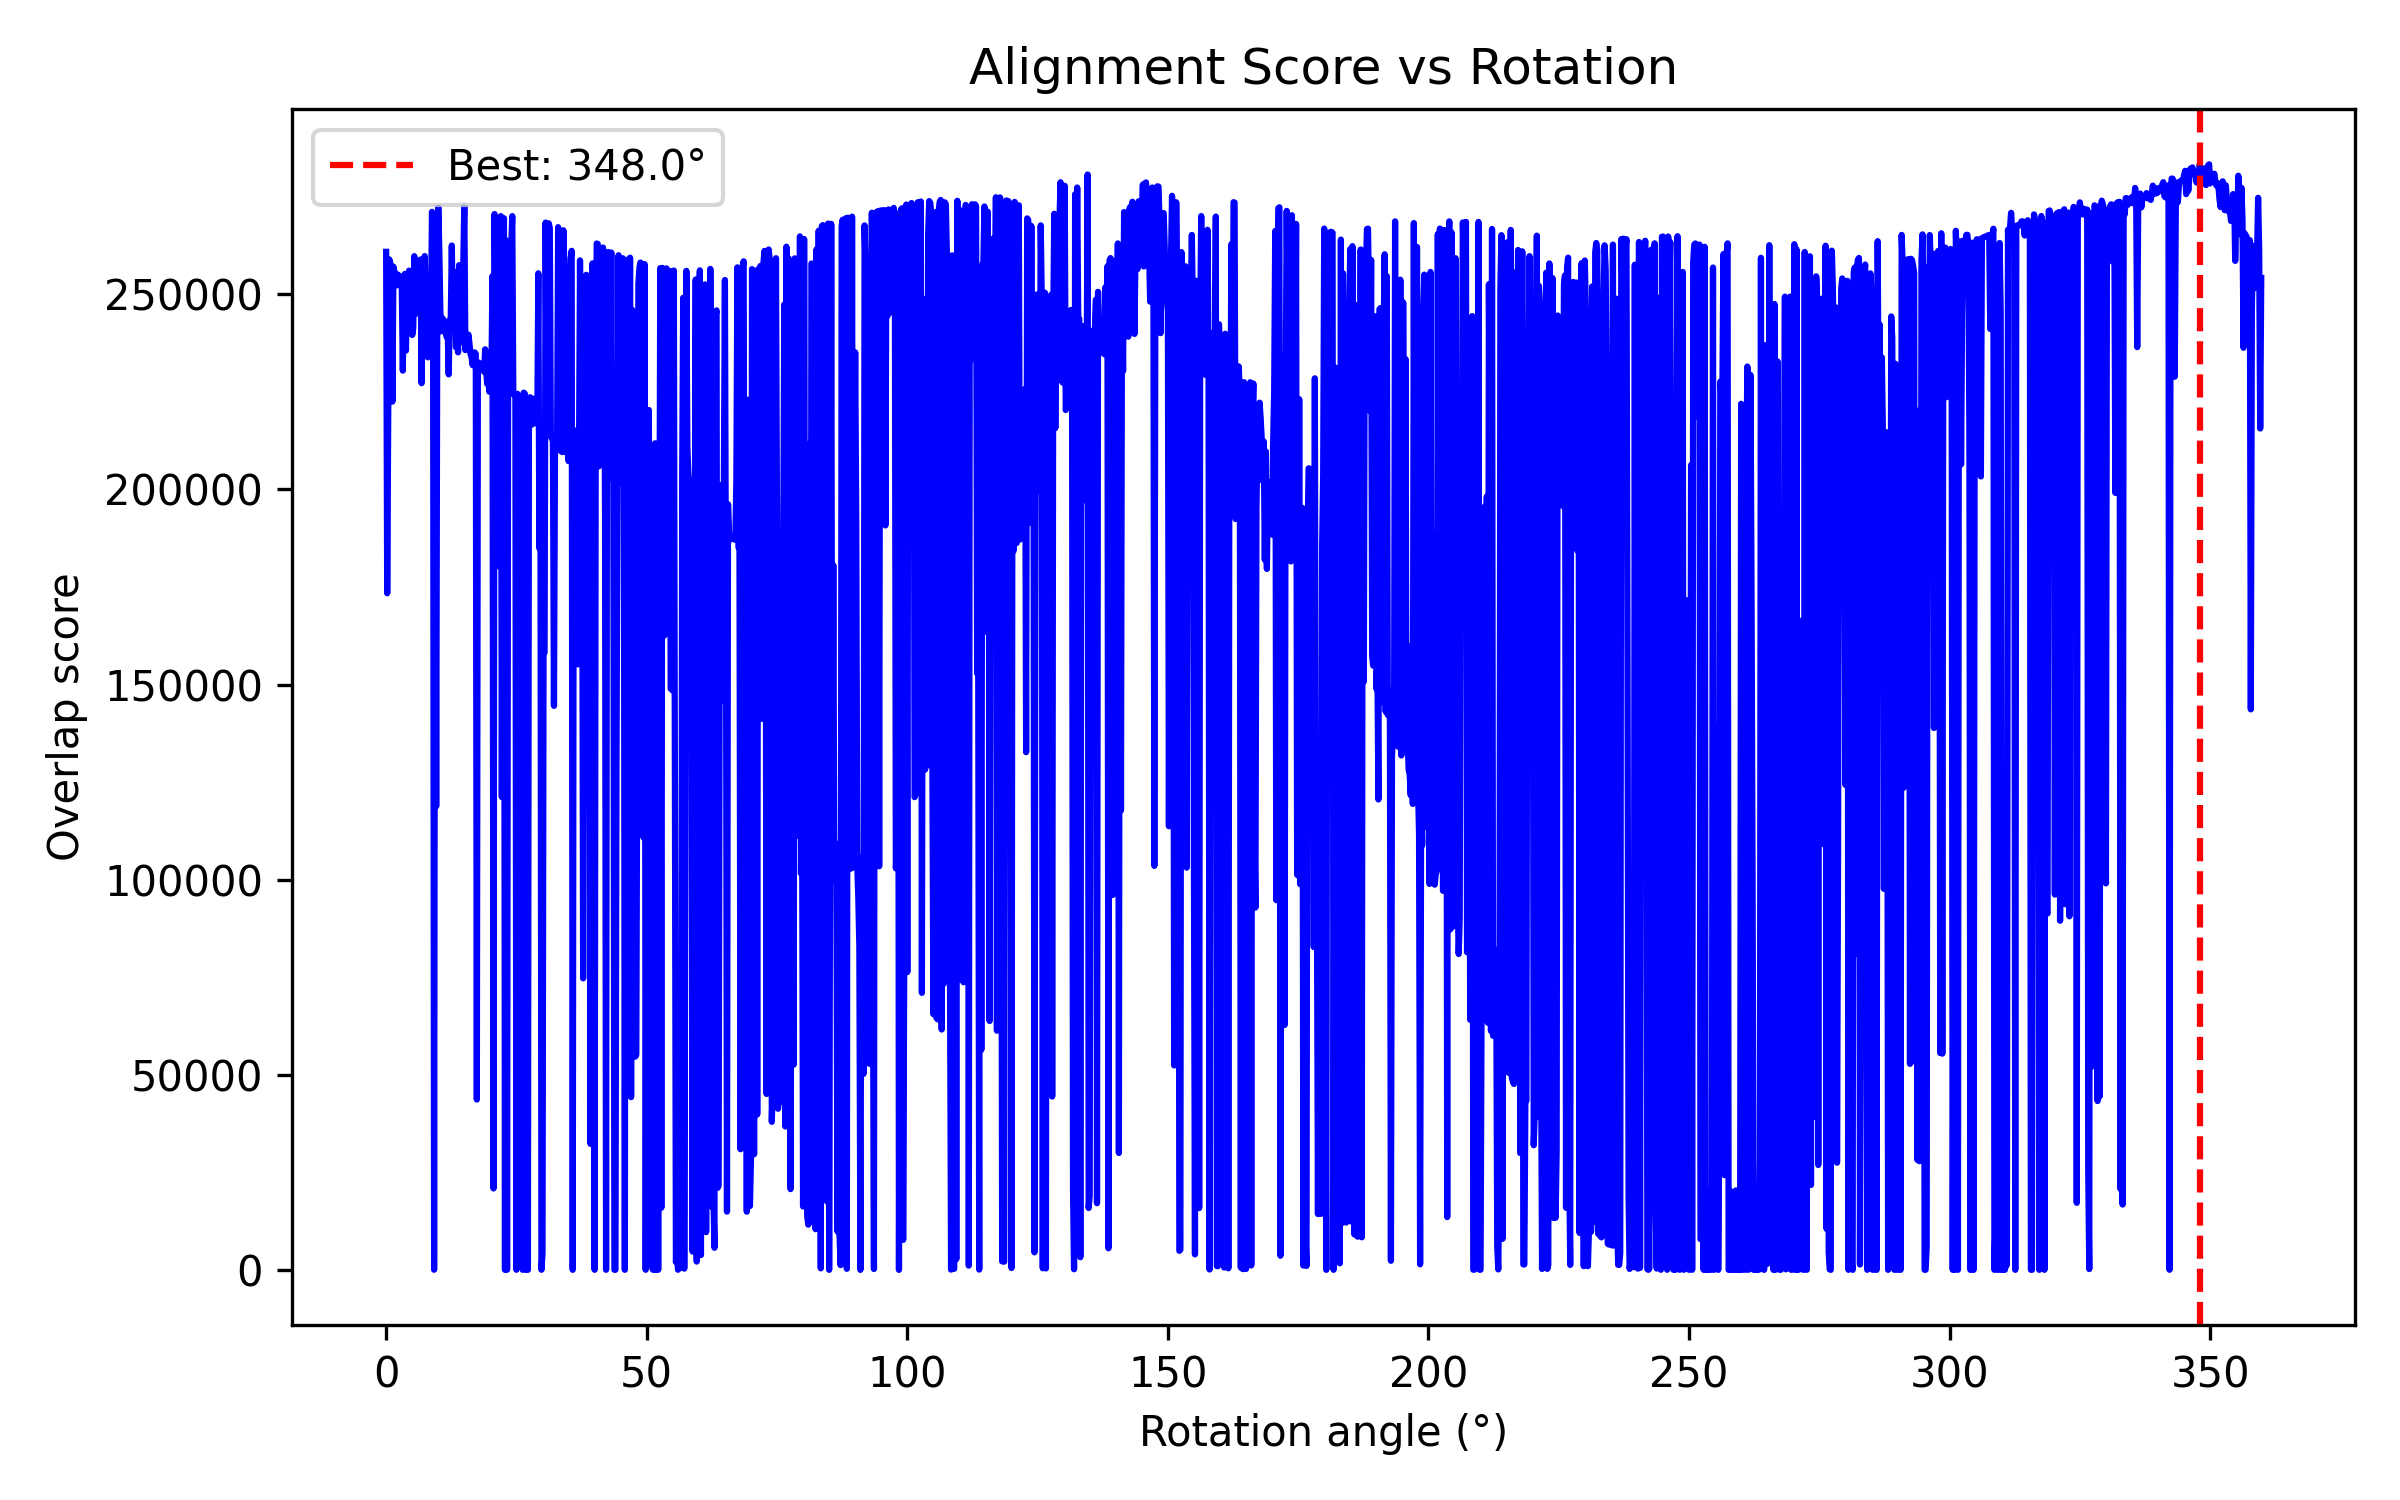 Alignment Score vs Rotation
Best: 348.0°
Overlap score
250000
200000
150000
100000
50000
0
0 50 100 150 200 250 300 350
Rotation angle (°)